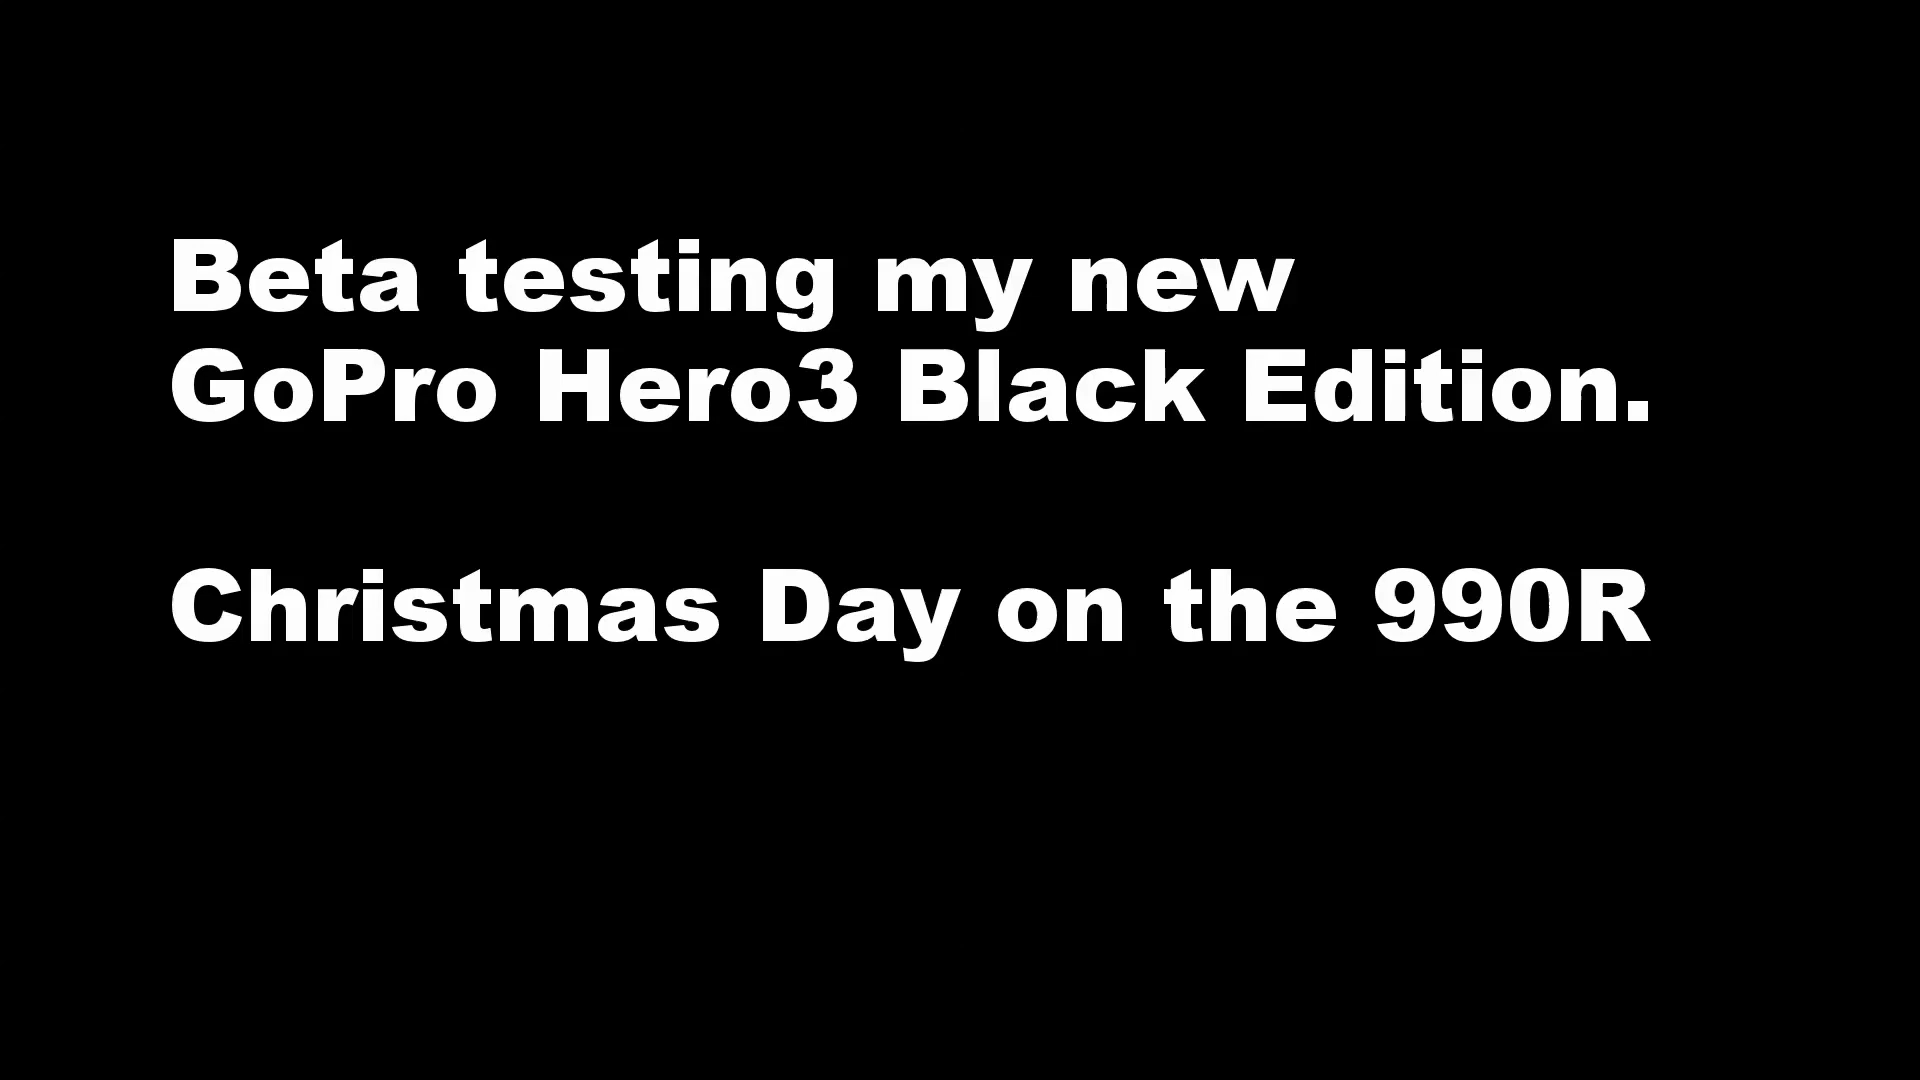 Beta testing my new
GoPro Hero3 Black Edition.
Christmas Day on the 990R